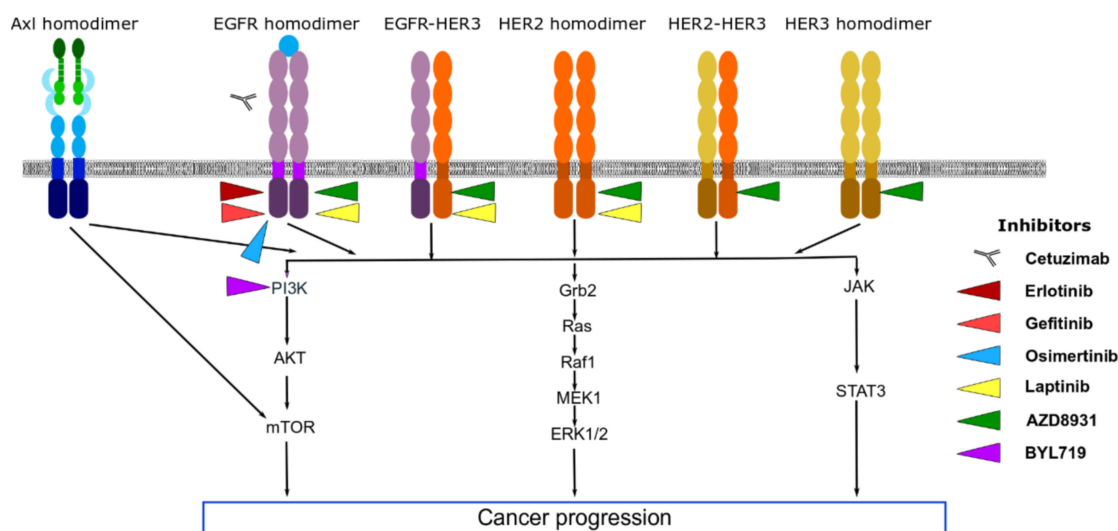 Axl homodimer
EGFR homodimer
EGFR-HER3
HER2 homodimer
HER2-HER3
HER3 homodimer
Inhibitors
Cetuzimab
Erlotinib
Gefitinib
Osimertinib
Laptinib
AZD8931
BYL719
PI3K
AKT
mTOR
Grb2
Ras
Raf1
MEK1
ERK1/2
JAK
STAT3
Cancer progression